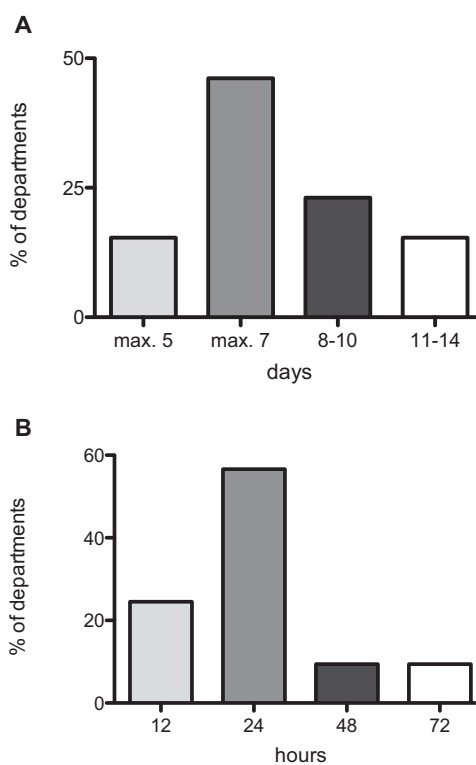 A
% of departments
50
25
0
max. 5 max. 7 8-10 11-14
days
B
% of departments
60
40
20
0
12 24 48 72
hours